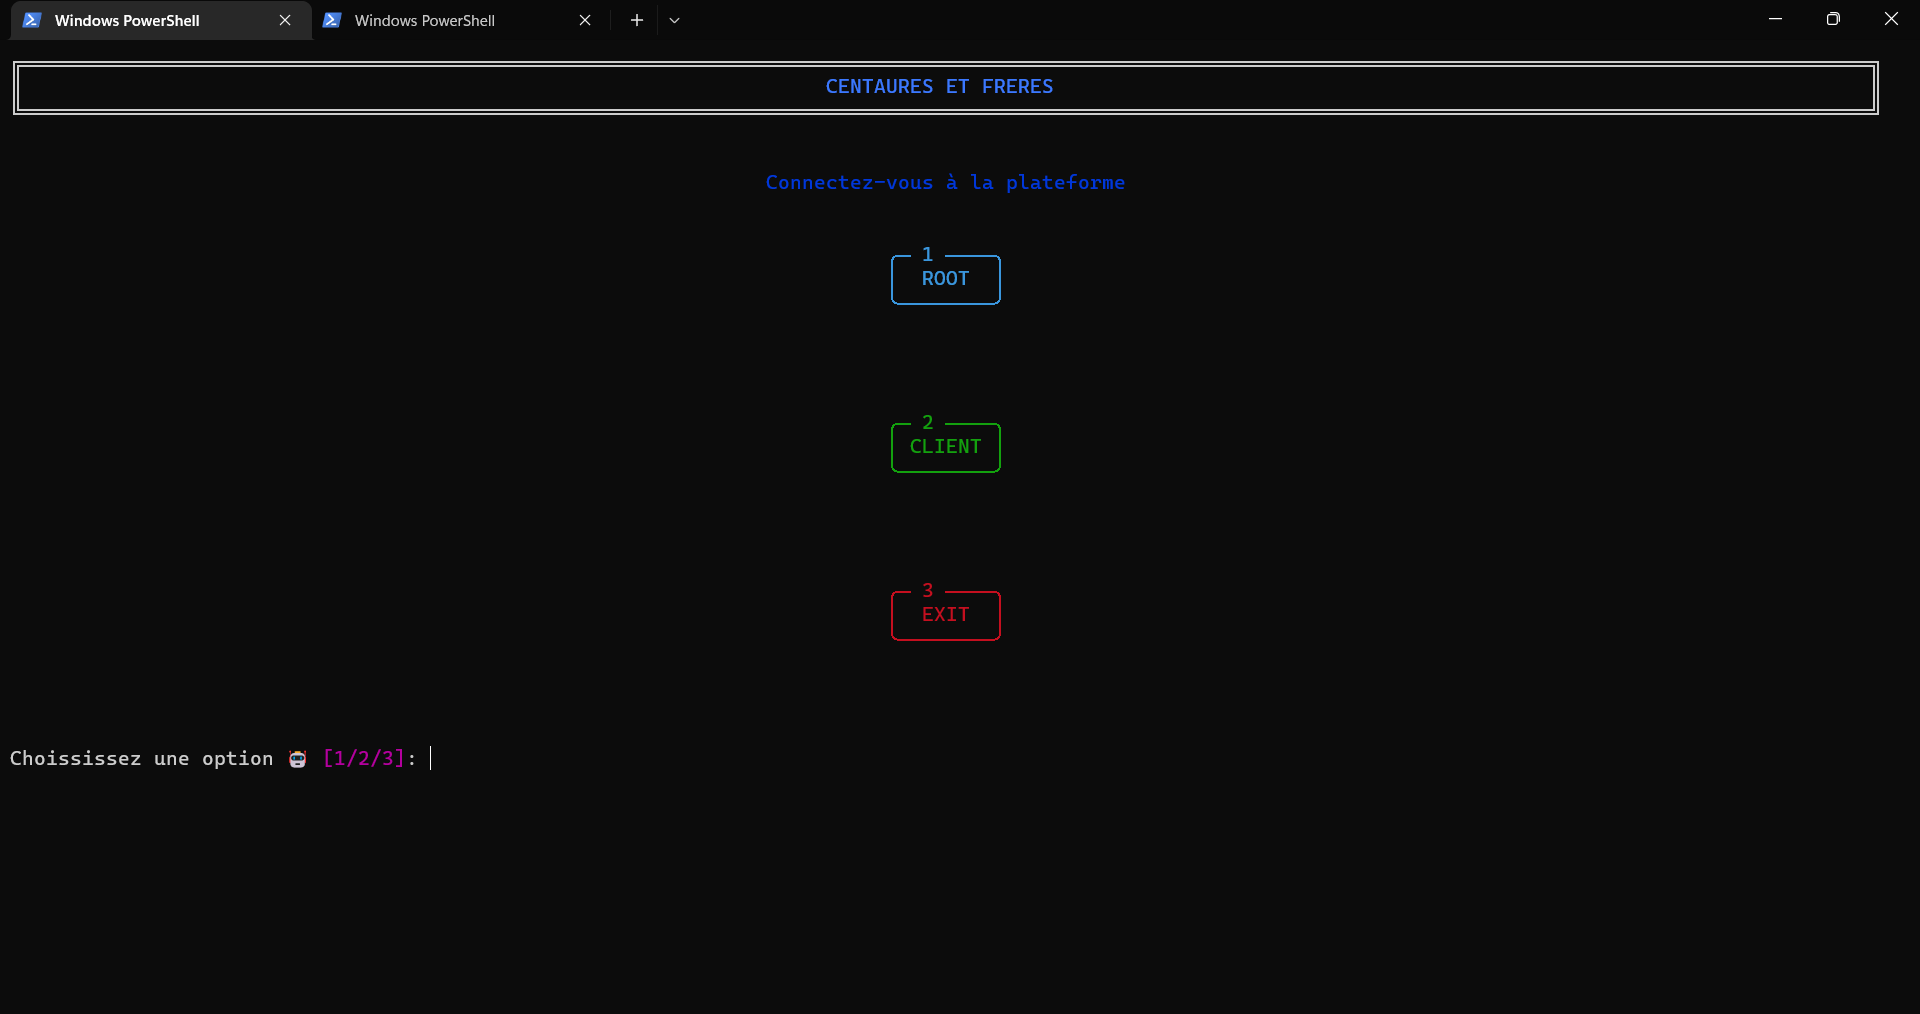 Windows PowerShell
Windows PowerShell
CENTAURES ET FRERES
Connectez-vous à la plateforme
1
ROOT
2
CLIENT
3
EXIT
Choississez une option 🤖 [1/2/3]: